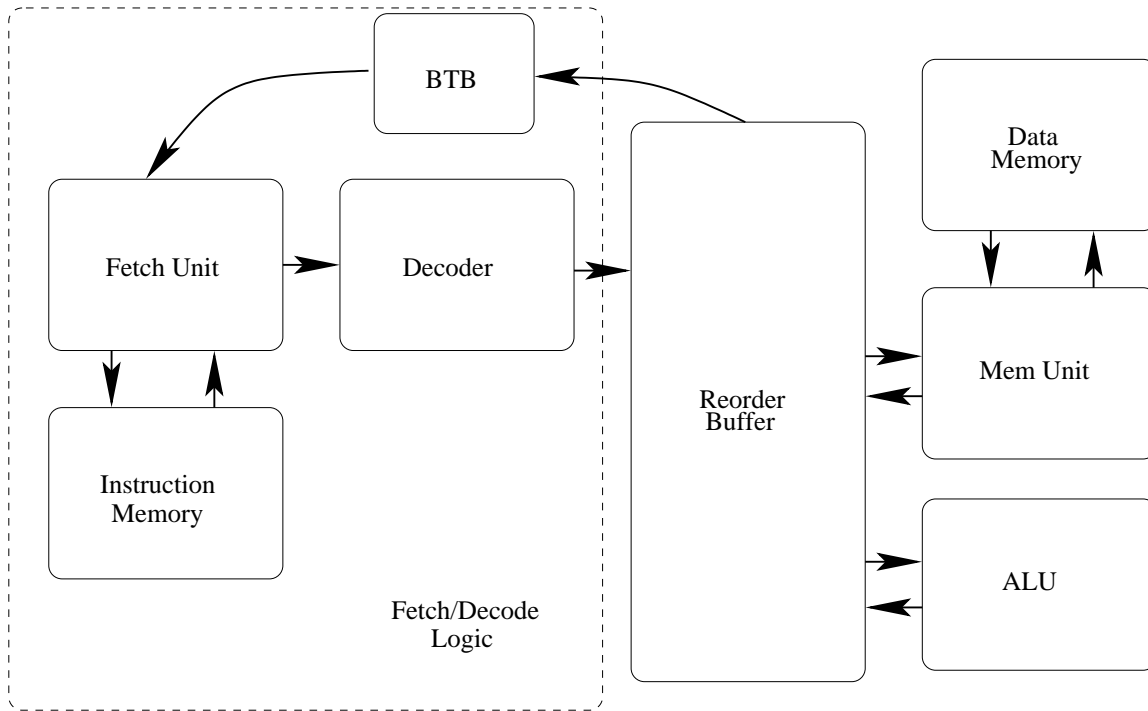 BTB
Data
Memory
Fetch Unit
Decoder
Mem Unit
Reorder
Buffer
Instruction
Memory
ALU
Fetch/Decode
Logic